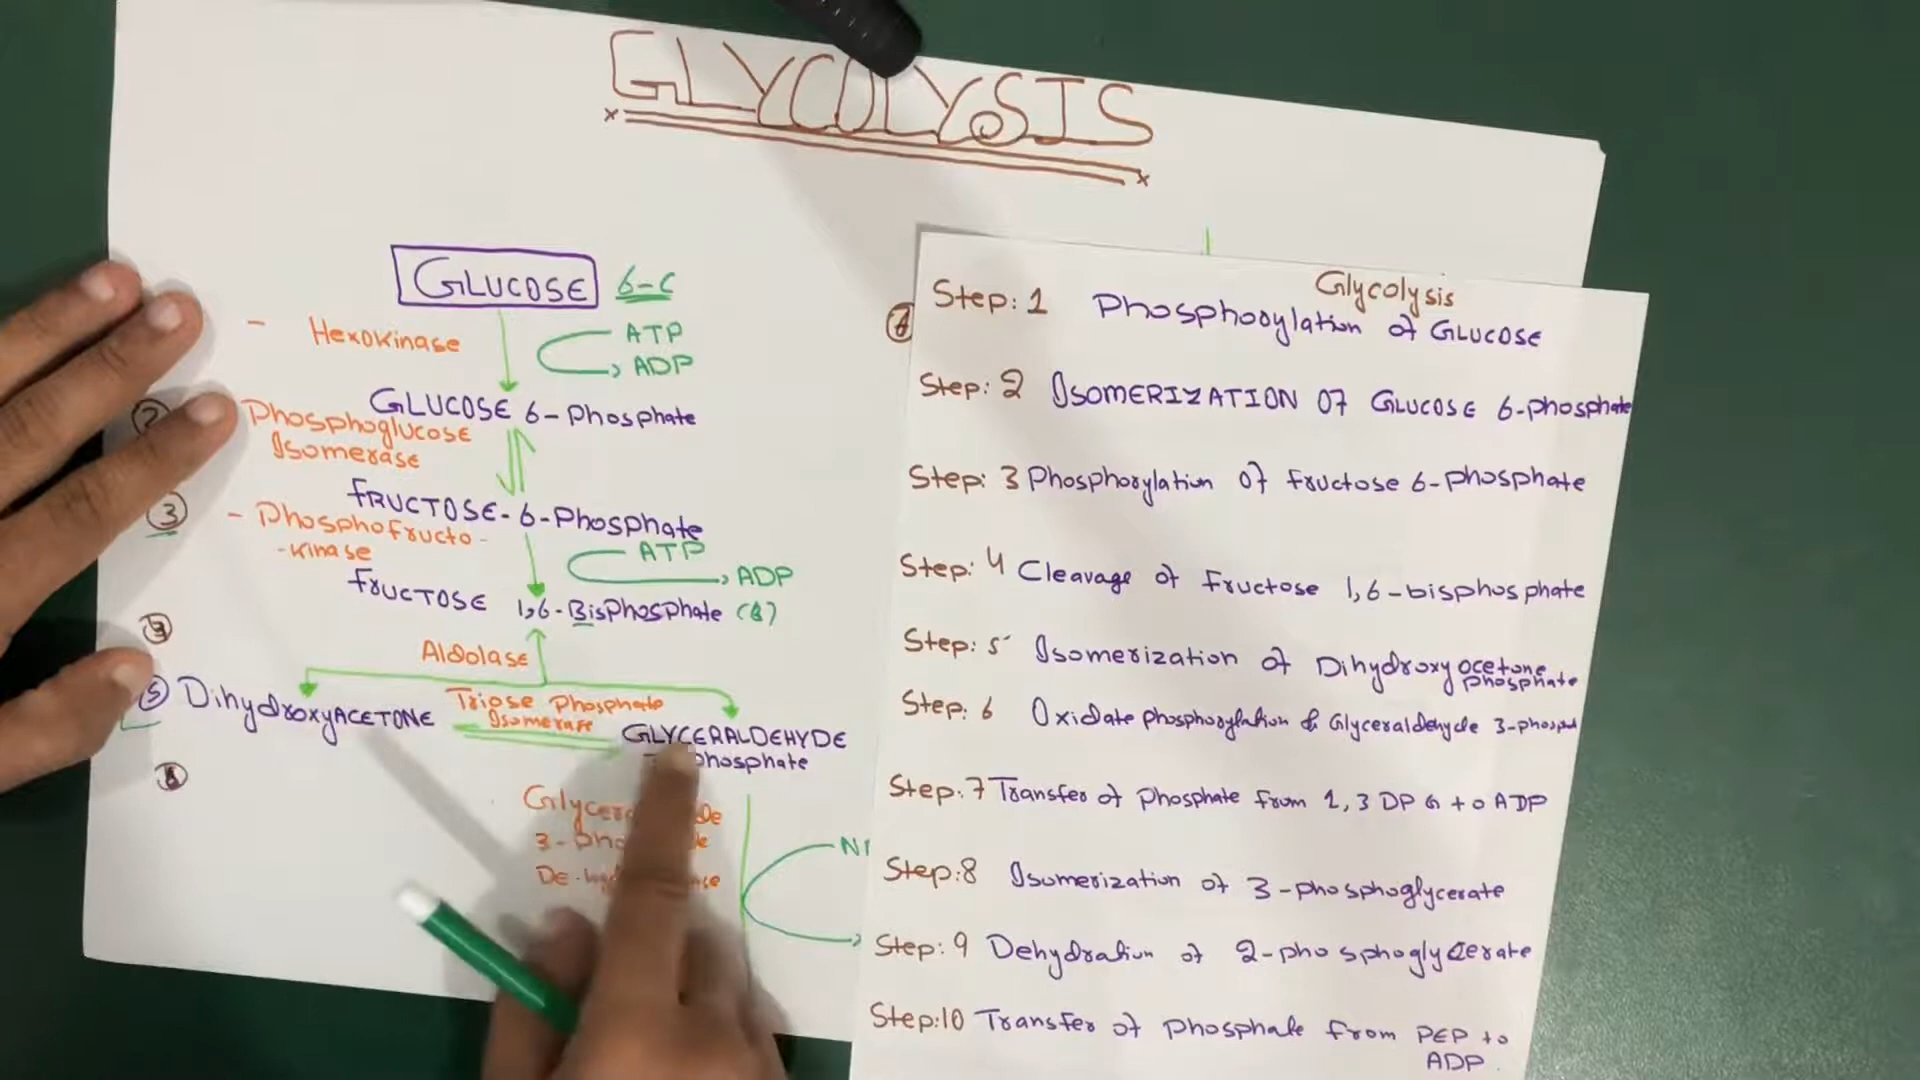 GLYCOLYSIS
GLUCOSE 6-C
- Hexokinase
ATP
ADP
GLUCOSE 6-Phosphate
Phosphoglucose
Isomerase
FRUCTOSE-6-Phosphate
3
- Phosphofructo-
-kinase
ATP
ADP
FRUCTOSE 1,6-Bisphosphate
Aldolase
5 DihydroxyACETONE
Triose Phosphate
Isomerase
GLYCERALDEHYDE
phosphate
3-
Glycolysis
Step: 1 Phosphorylation of GLUCOSE
Step: 2 ISOMERIZATION OF GLUCOSE 6-phosphate
Step: 3 Phosphorylation of Fructose 6-phosphate
Step: 4 Cleavage of Fructose 1,6-bisphosphate
Step: 5 Isomerization of Dihydroxyacetone
phosphate
Step: 6 Oxidate phosphorylation of Glyceraldehyde 3-
Step: 7 Transfer of phosphate from 1,3 DPG to ADP
Step: 8 Isomerization of 3-phosphoglycerate
Step: 9 Dehydration of 2-phosphoglycerate
Step: 10 Transfer of phosphate from PEP to
ADP.